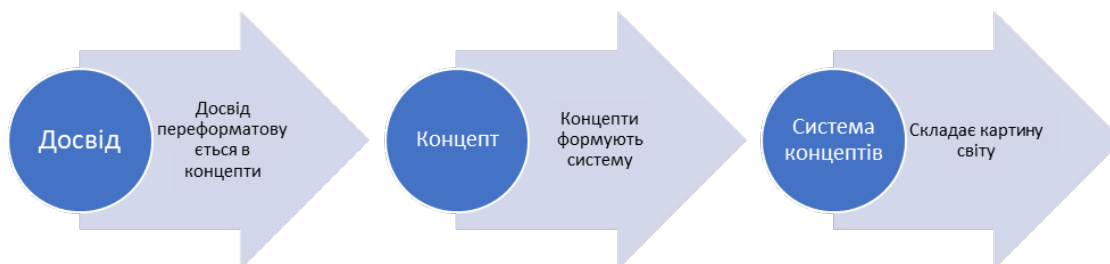 Досвід
Досвід
переформатову
ється в
концепти
Концепт
Концепти
формують
систему
Система
концептів
Складає картину
світу